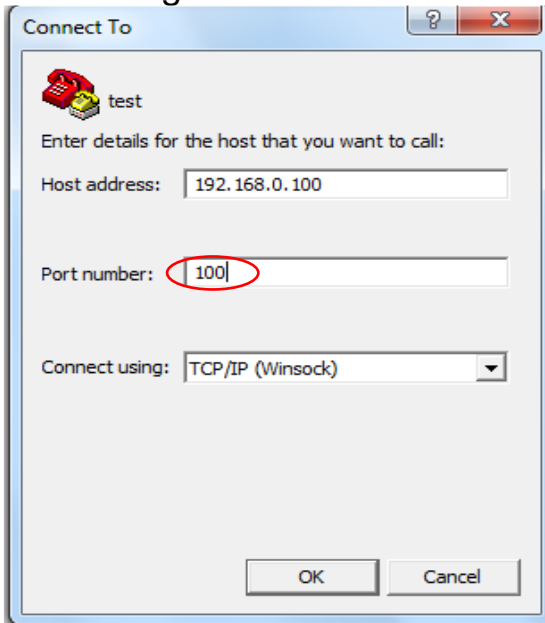 Connect To
test
Enter details for the host that you want to call:
Host address: 192.168.0.100
Port number: 100
Connect using: TCP/IP (Winsock)
OK Cancel